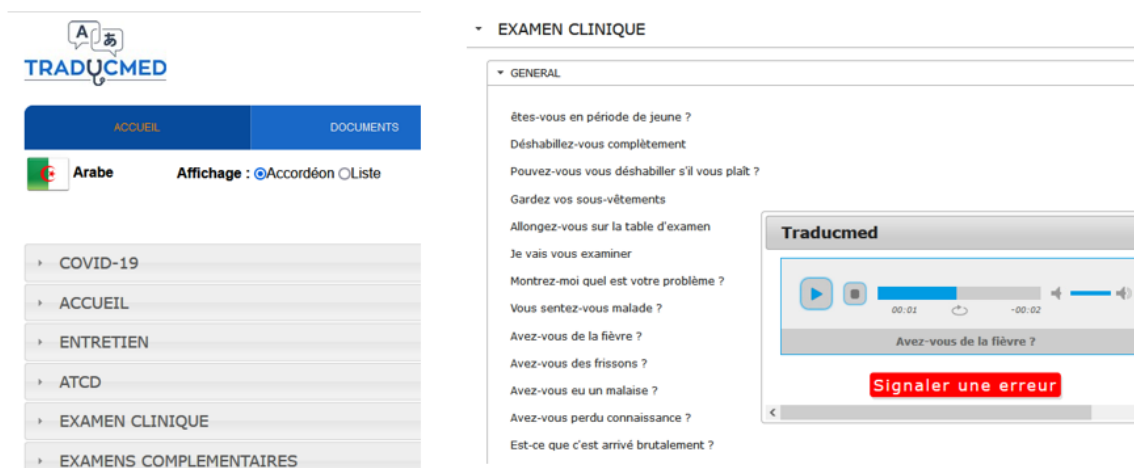 A あ
TRADUCMED
ACCUEIL DOCUMENTS
Arabe Affichage : Accordéon Liste
COVID-19
ACCUEIL
ENTRETIEN
ATCD
EXAMEN CLINIQUE
EXAMENS COMPLEMENTAIRES
EXAMEN CLINIQUE
GENERAL
êtes-vous en période de jeune ?
Déshabillez-vous complètement
Pouvez-vous vous déshabiller s'il vous plaît ?
Gardez vos sous-vêtements
Allongez-vous sur la table d'examen
Je vais vous examiner
Montrez-moi quel est votre problème ?
Vous sentez-vous malade ?
Avez-vous de la fièvre ?
Avez-vous des frissons ?
Avez-vous eu un malaise ?
Avez-vous perdu connaissance ?
Est-ce que c'est arrivé brutalement ?
Traducmed
00:01 -00:02
Avez-vous de la fièvre ?
Signaler une erreur